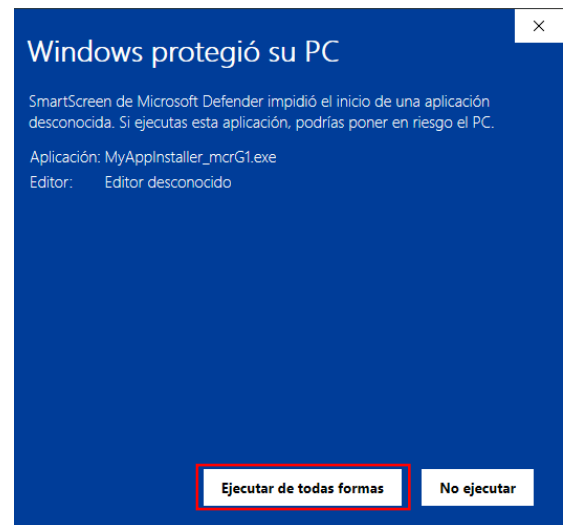 Windows protegió su PC
SmartScreen de Microsoft Defender impidió el inicio de una aplicación
desconocida. Si ejecutas esta aplicación, podrías poner en riesgo el PC.
Aplicación: MyAppInstaller_mcrG1.exe
Editor: Editor desconocido
Ejecutar de todas formas
No ejecutar